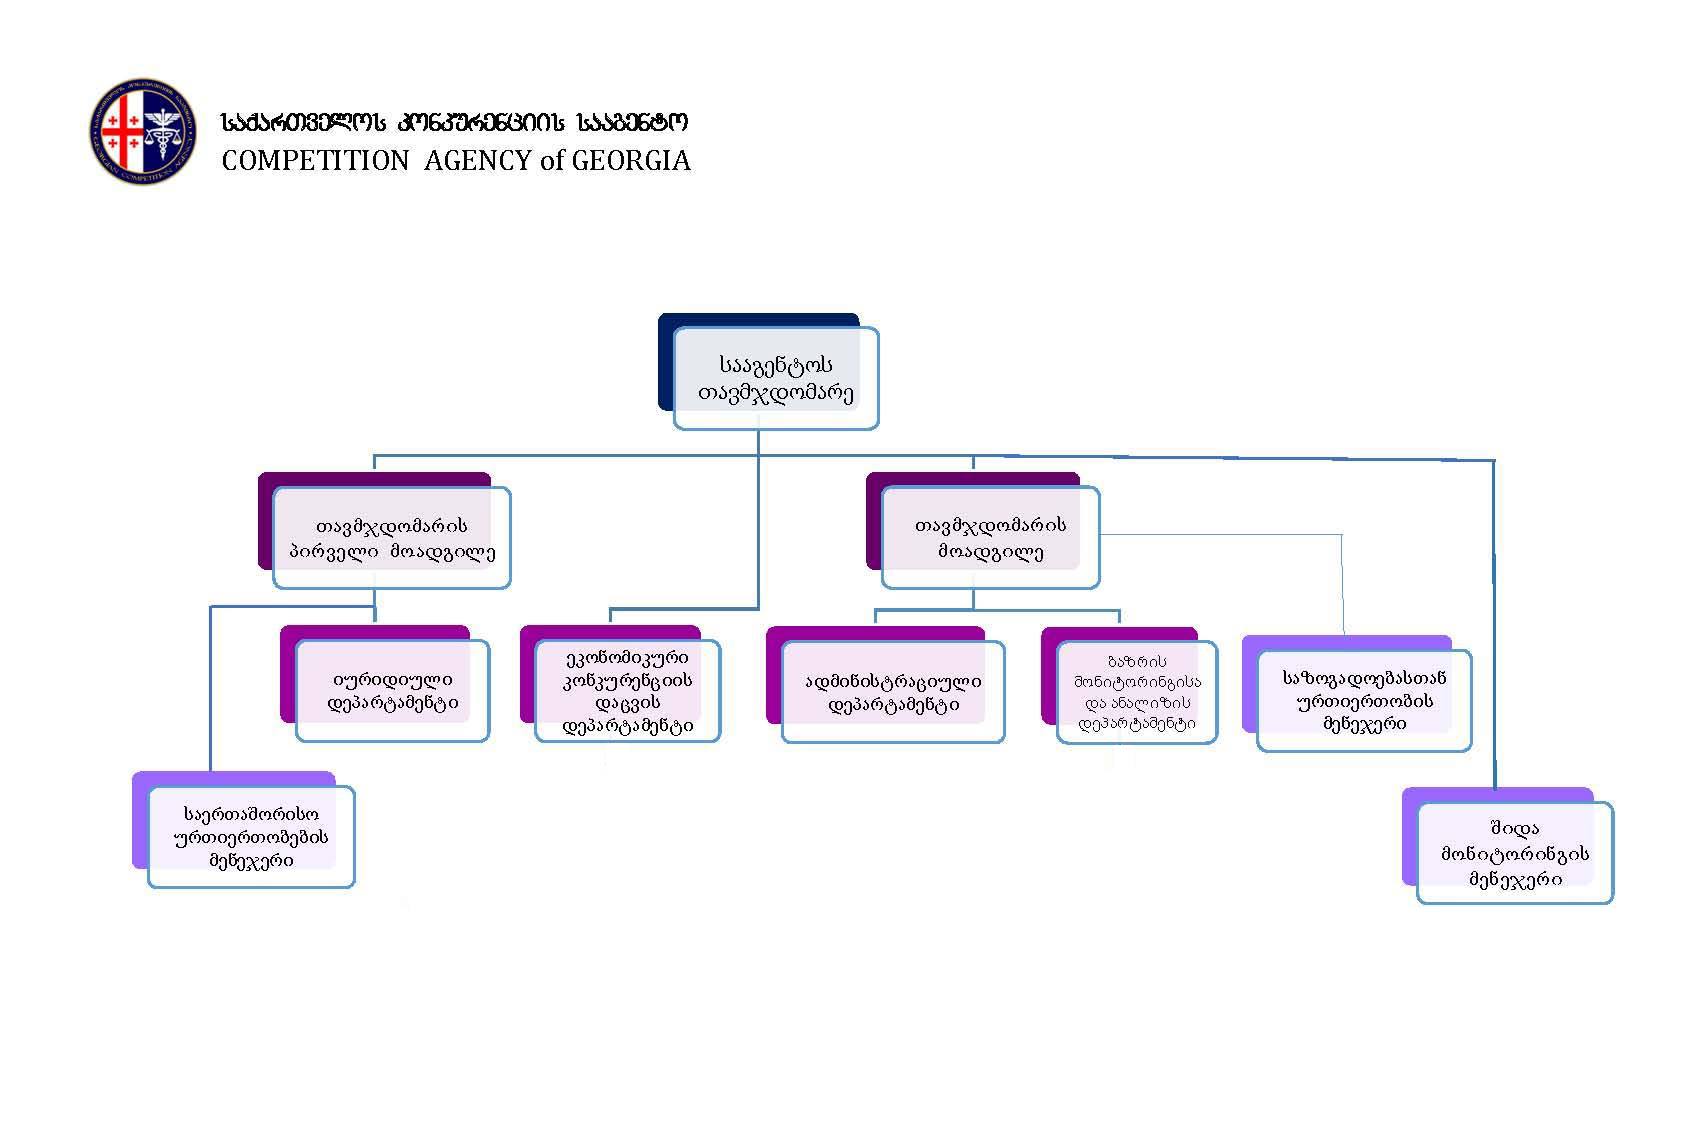 საქართველოს კონკურენციის სააგენტო
COMPETITION AGENCY of GEORGIA
სააგენტოს
თავმჯდომარე
თავმჯდომარის
პირველი მოადგილე
თავმჯდომარის
მოადგილე
იურიდიული
დეპარტამენტი
ეკონომიკური
კონკურენციის
დაცვის
დეპარტამენტი
ადმინისტრაციული
დეპარტამენტი
ბაზრის
მონიტორინგისა
და ანალიზის
დეპარტამენტი
საზოგადოებასთან
ურთიერთობის
მენეჯერი
საერთაშორისო
ურთიერთობების
მენეჯერი
შიდა
მონიტორინგის
მენეჯერი